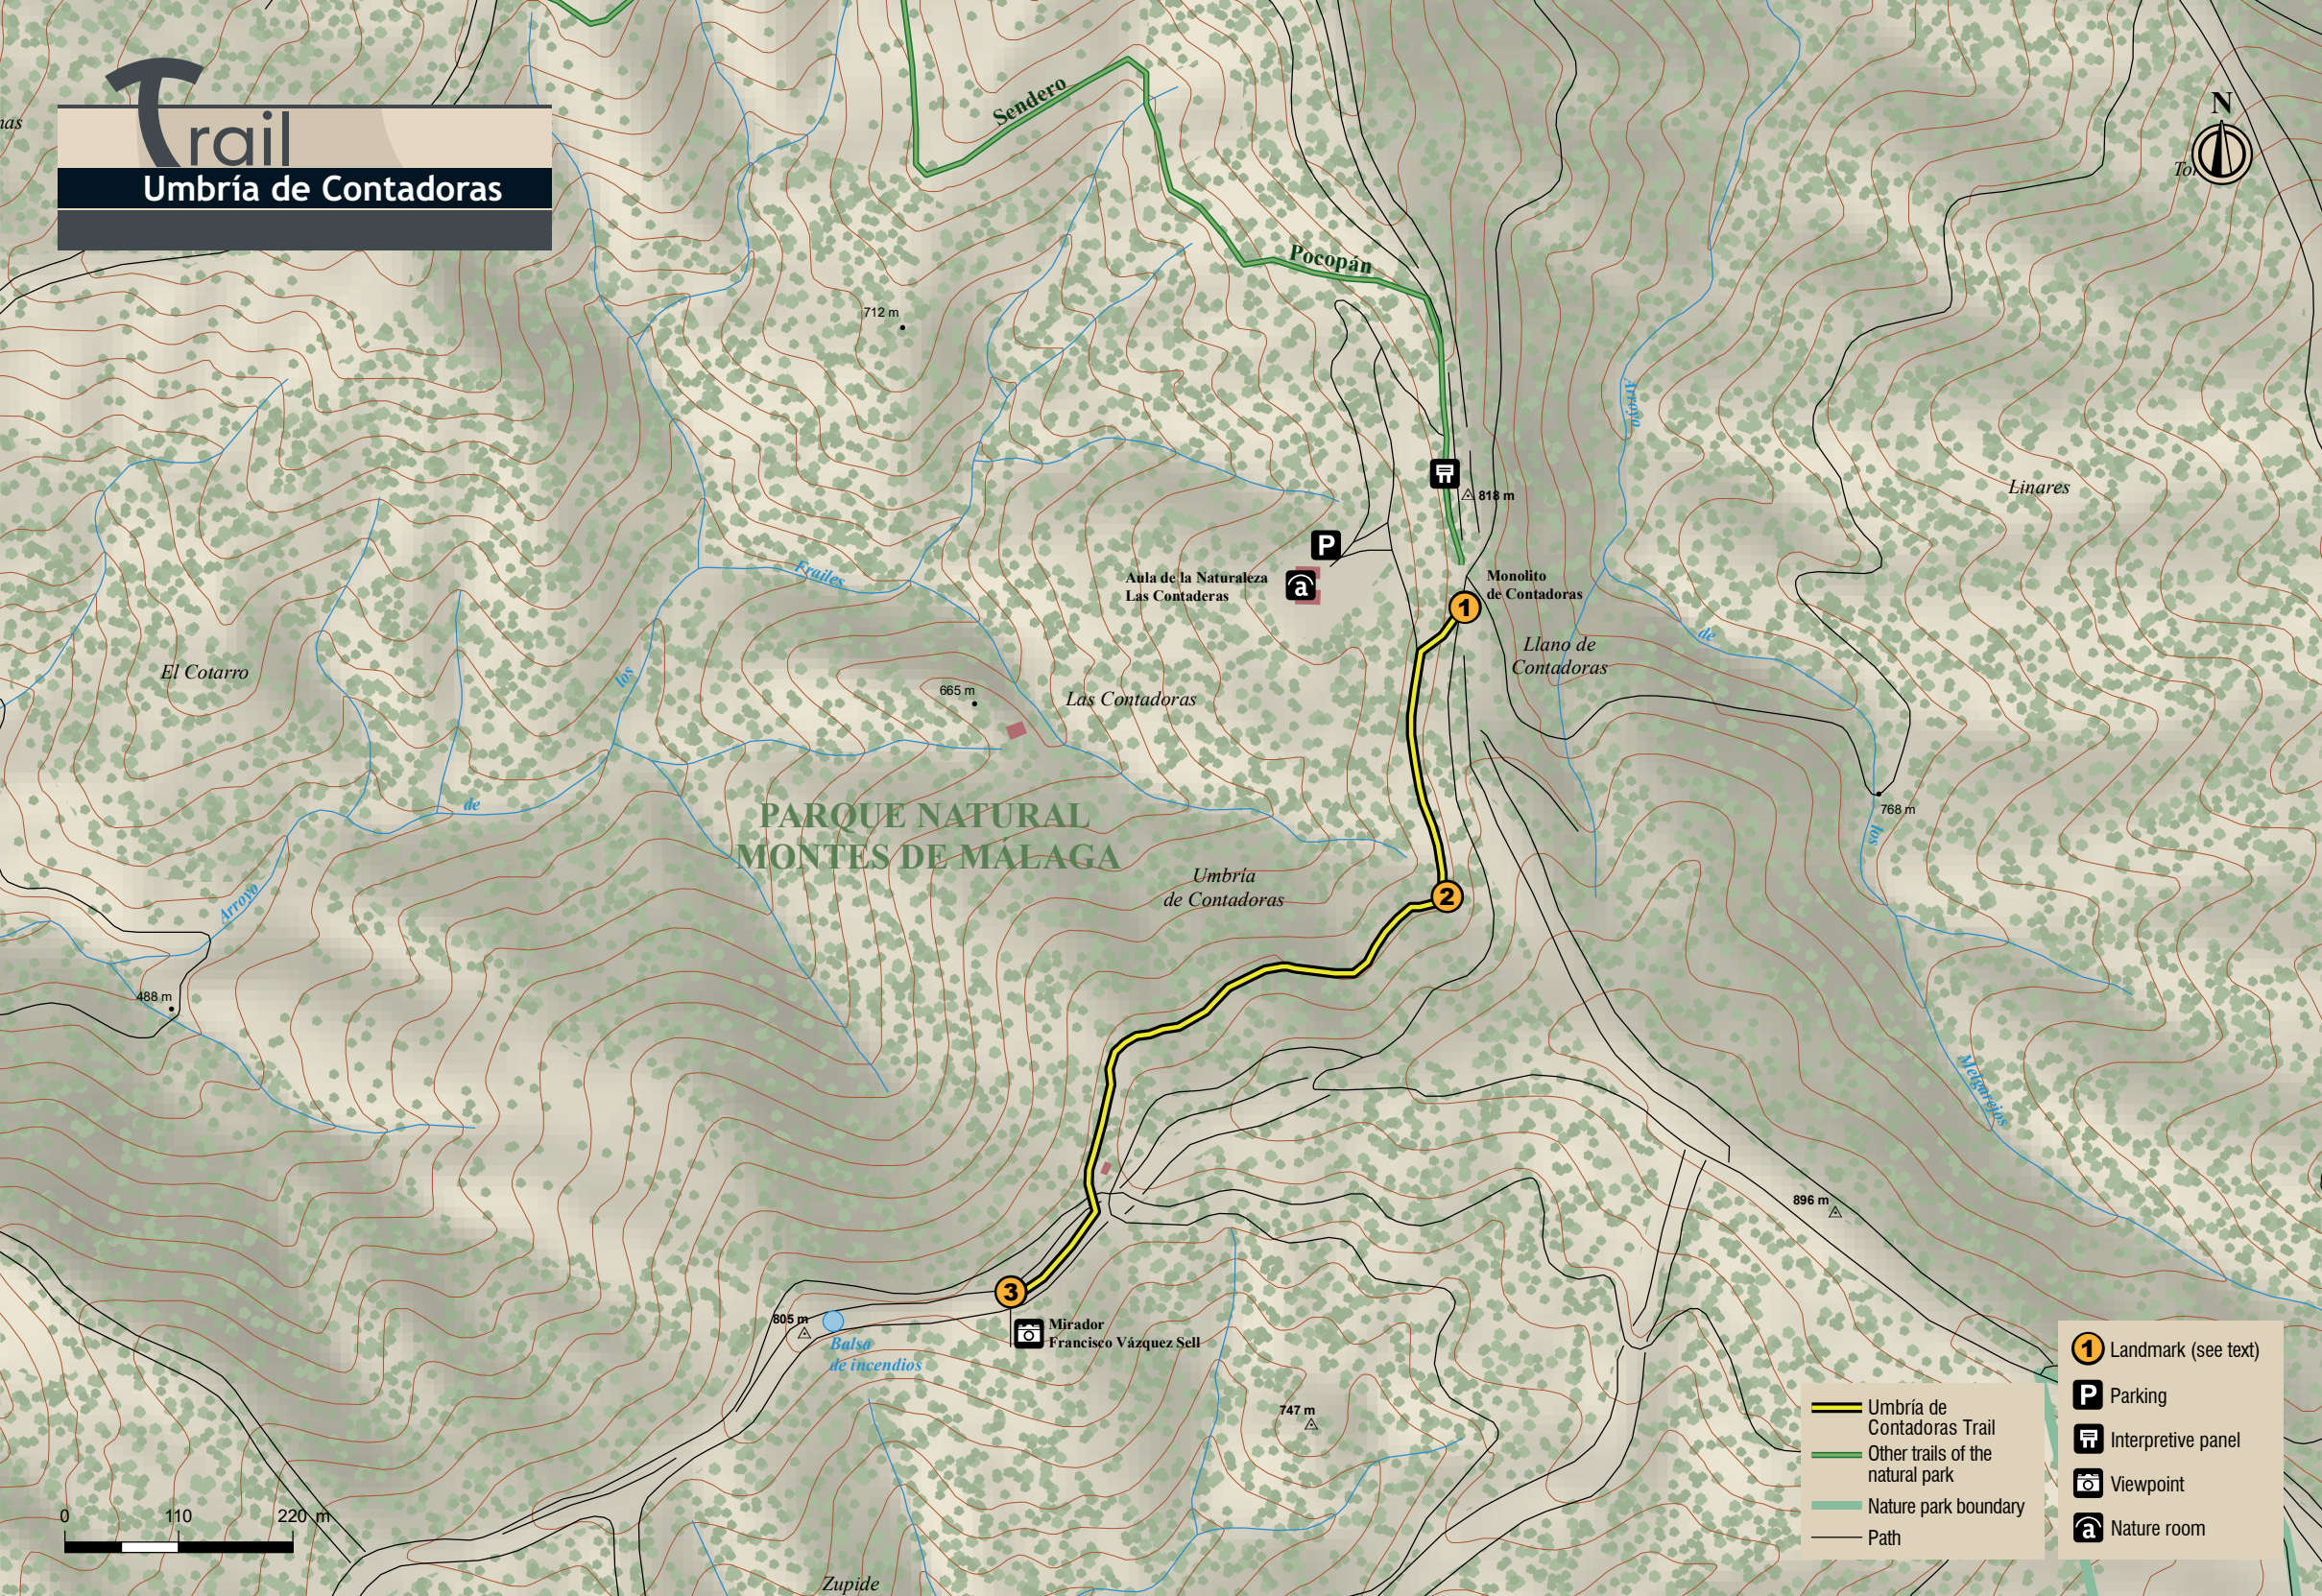 Trail
Umbría de Contadoras
N
Sendero
Pocopán
712 m
818 m
P
a
Aula de la Naturaleza
Las Contaderas
1
Monolito
de Contadoras
Llano de
Contadoras
Arroyo
de
los
Melgarejos
Linares
768 m
Frailes
los
de
Arroyo
El Cotarro
665 m
Las Contadoras
PARQUE NATURAL
MONTES DE MÁLAGA
Umbría
de Contadoras
2
488 m
896 m
3
805 m
Balsa
de incendios
Mirador
Francisco Vázquez Sell
747 m
Zupide
0 110 220 m
Umbría de
Contadoras Trail
Other trails of the
natural park
Nature park boundary
Path
1 Landmark (see text)
P Parking
Interpretive panel
Viewpoint
a Nature room